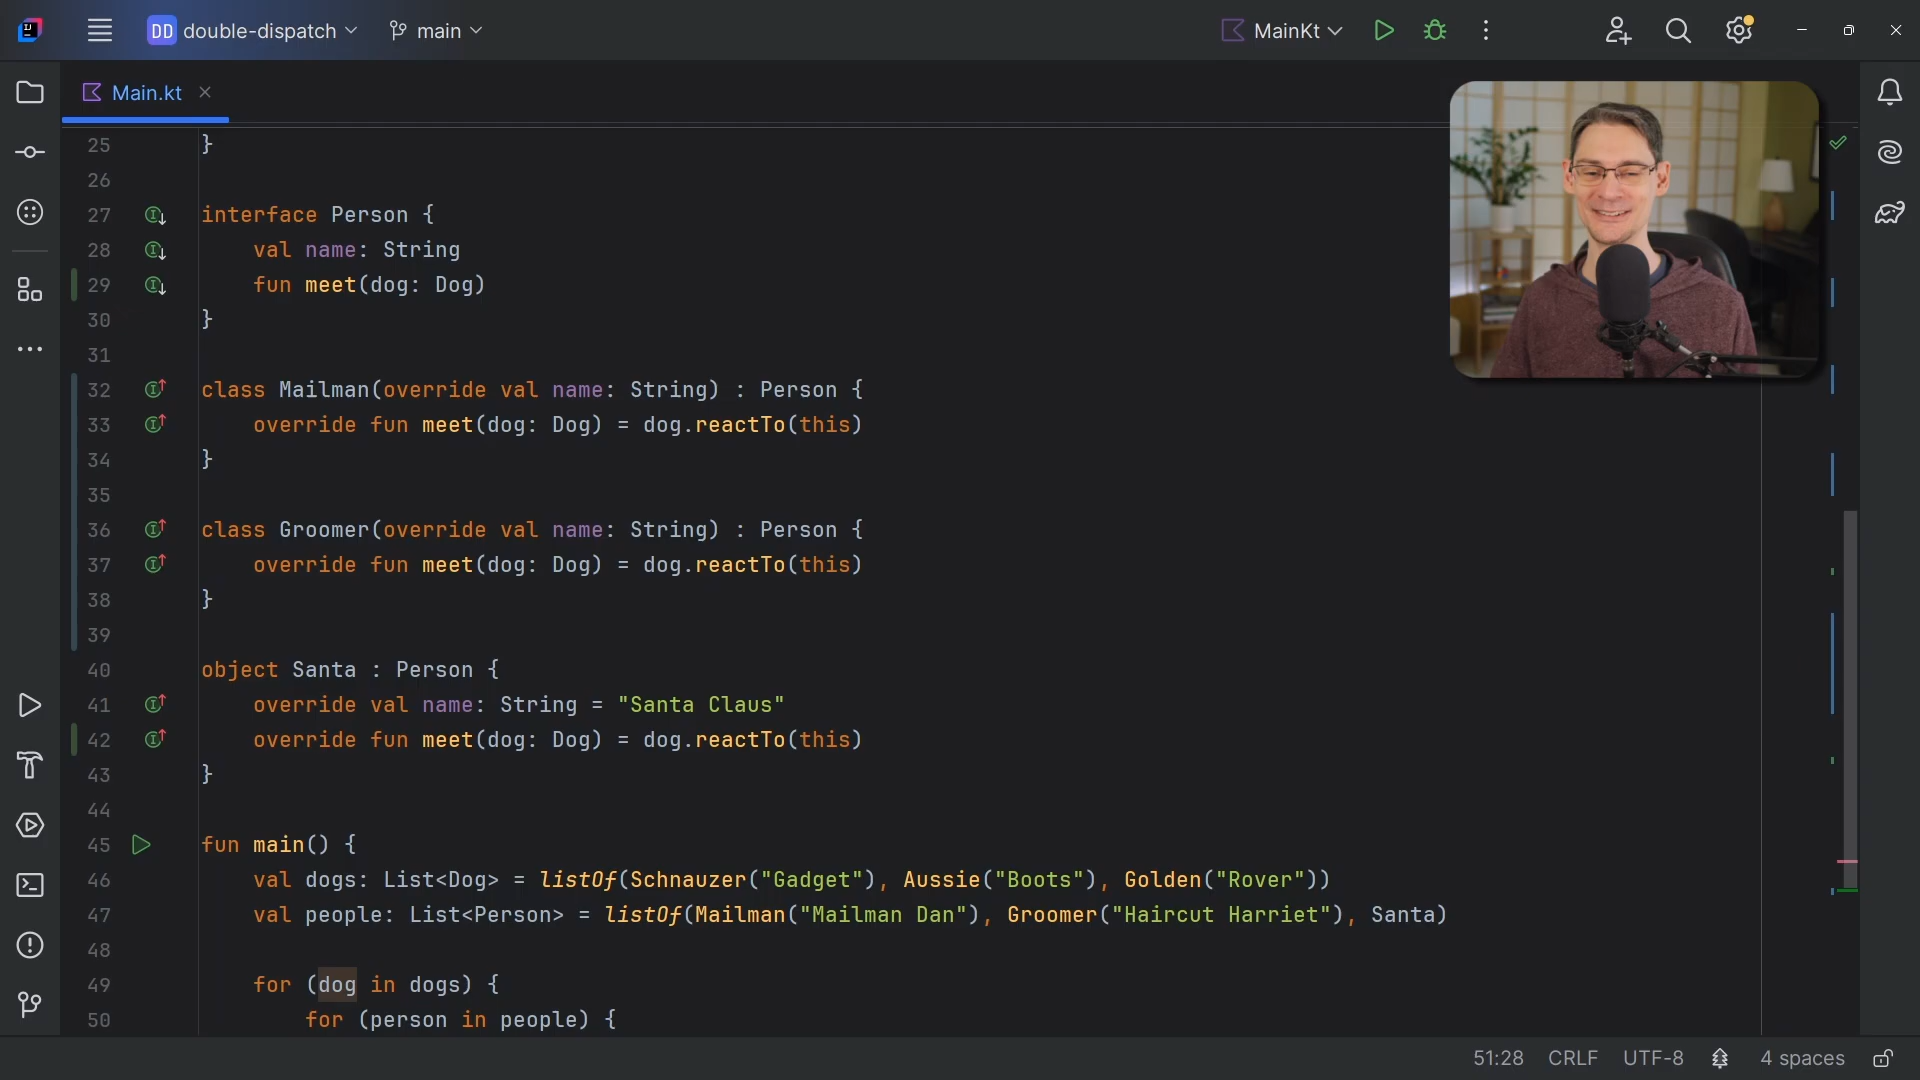 DD double-dispatch main MainKt
Main.kt
25 }
26
27 interface Person {
28 val name: String
29 fun meet(dog: Dog)
30 }
31
32 class Mailman(override val name: String) : Person {
33 override fun meet(dog: Dog) = dog.reactTo(this)
34 }
35
36 class Groomer(override val name: String) : Person {
37 override fun meet(dog: Dog) = dog.reactTo(this)
38 }
39
40 object Santa : Person {
41 override val name: String = "Santa Claus"
42 override fun meet(dog: Dog) = dog.reactTo(this)
43 }
44
45 fun main() {
46 val dogs: List<Dog> = listOf(Schnauzer("Gadget"), Aussie("Boots"), Golden("Rover"))
47 val people: List<Person> = listOf(Mailman("Mailman Dan"), Groomer("Haircut Harriet"), Santa)
48
49 for (dog in dogs) {
50 for (person in people) {
51:28 CRLF UTF-8 4 spaces